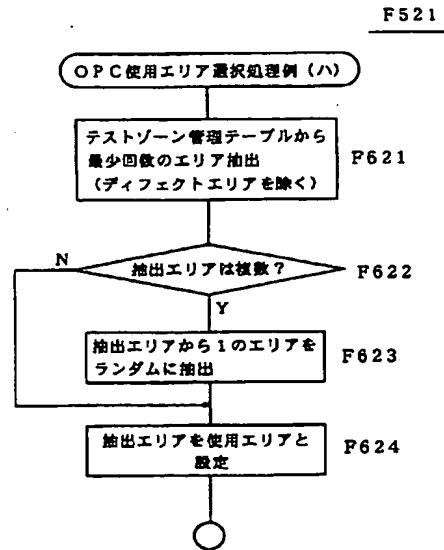 F521
OPC使用エリア選択処理例(ハ)
テストゾーン管理テーブルから
最少回数のエリア抽出
(ディフェクトエリアを除く)
F621
N
抽出エリアは複数?
F622
Y
抽出エリアから1のエリアを
ランダムに抽出
F623
抽出エリアを使用エリアと
設定
F624